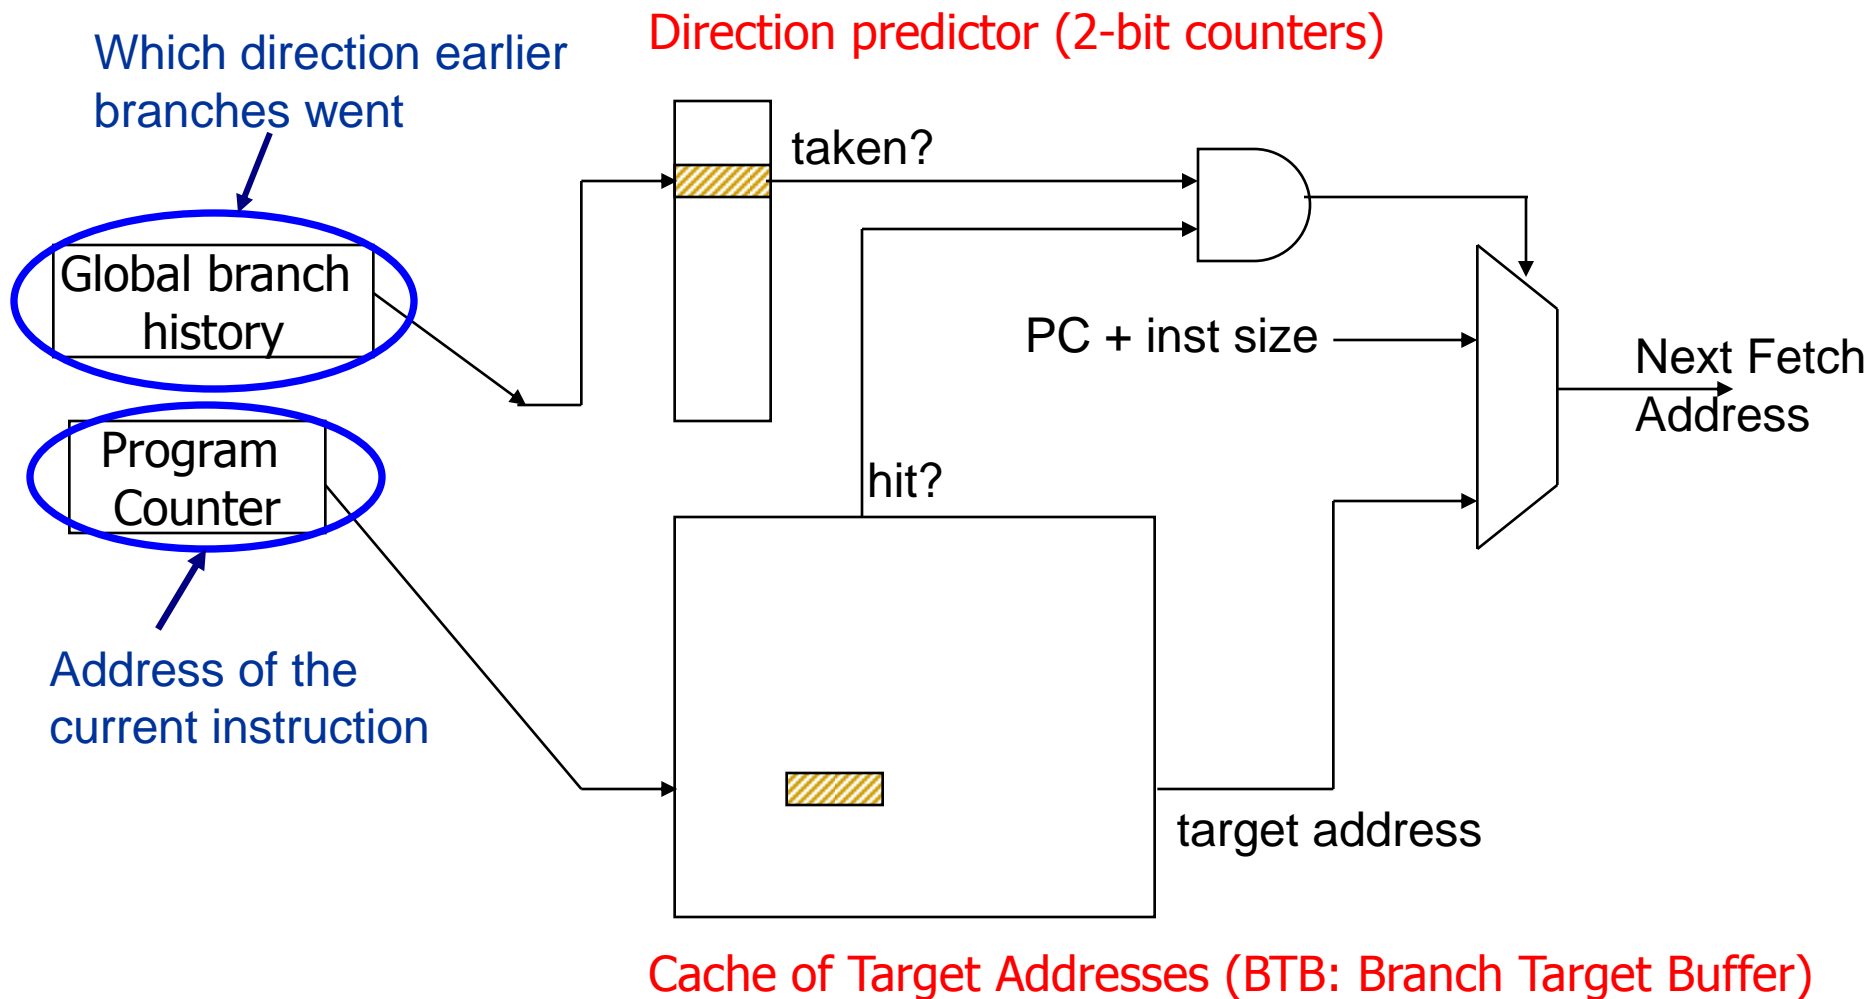 Direction predictor (2-bit counters)
Which direction earlier
branches went
taken?
Global branch
history
PC + inst size
Next Fetch
Address
Program
Counter
hit?
Address of the
current instruction
target address
Cache of Target Addresses (BTB: Branch Target Buffer)